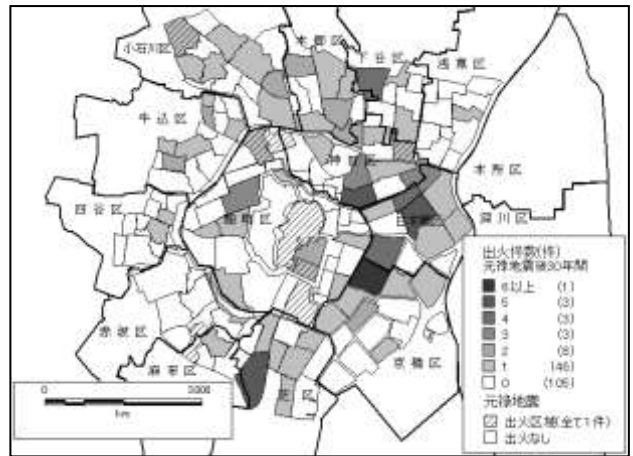 小石川区
本郷区
下谷区
浅草区
牛込区
神田区
本所区
四谷区
麹町区
日本橋区
深川区
赤坂区
京橋区
麻布区
芝区
0 3000
出火件数(件)
元禄地震後30年間
6以上 (1)
5 (3)
4 (3)
3 (3)
2 (8)
1 (46)
0 (105)
元禄地震
出火区域(全て1件)
出火なし